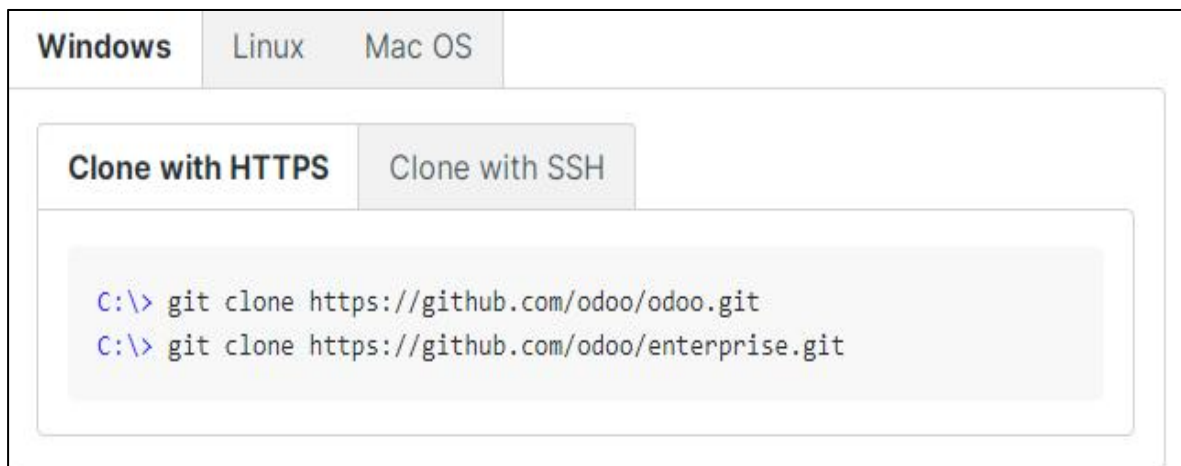 Windows Linux Mac OS
Clone with HTTPS Clone with SSH
C:\> git clone https://github.com/odoo/odoo.git
C:\> git clone https://github.com/odoo/enterprise.git